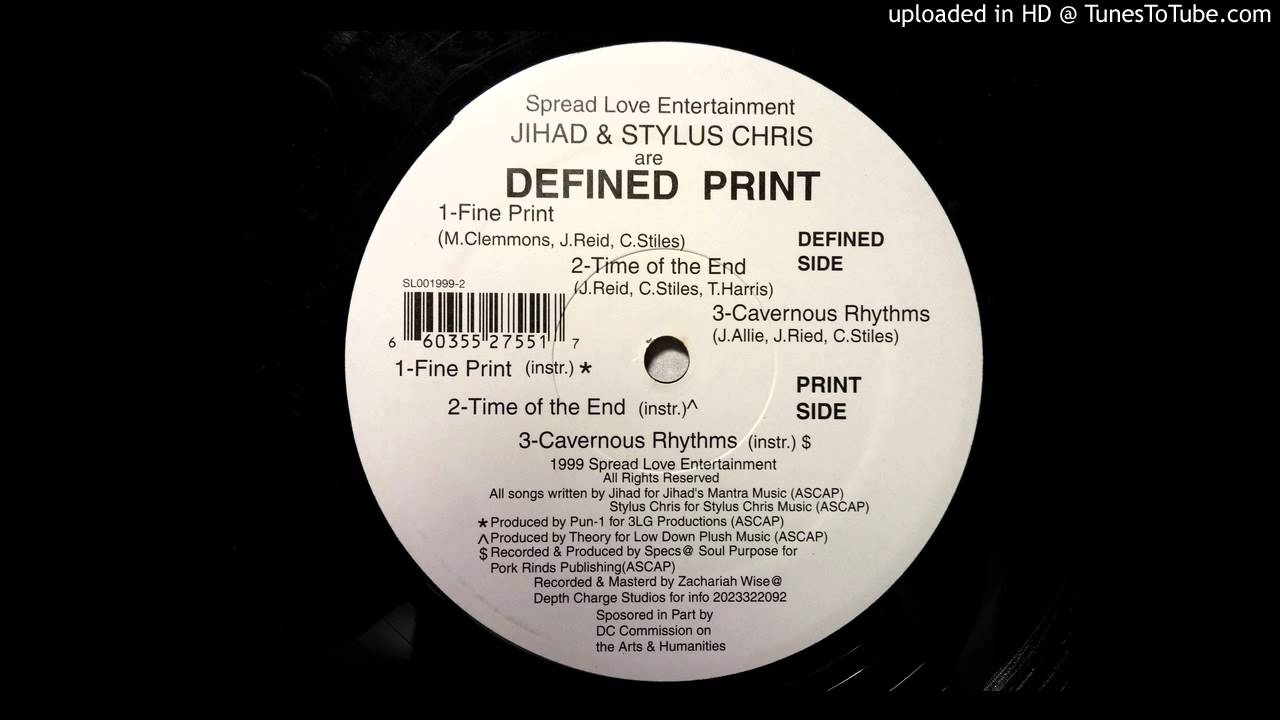 uploaded in HD @ TunesToTube.com
Spread Love Entertainment
JIHAD & STYLUS CHRIS
are
DEFINED PRINT
1-Fine Print
(M.Clemmons, J.Reid, C.Stiles)
DEFINED
SIDE
2-Time of the End
(J.Reid, C.Stiles, T.Harris)
SL001999-2
3-Cavernous Rhythms
(J.Allie, J.Ried, C.Stiles)
6 60355 27551 7
1-Fine Print (instr.) *
PRINT
SIDE
2-Time of the End (instr.)^
3-Cavernous Rhythms (instr.) $
1999 Spread Love Entertainment
All Rights Reserved
All songs written by Jihad for Jihad's Mantra Music (ASCAP)
Stylus Chris for Stylus Chris Music (ASCAP)
* Produced by Pun-1 for 3LG Productions (ASCAP)
^ Produced by Theory for Low Down Plush Music (ASCAP)
$ Recorded & Produced by Specs@ Soul Purpose for
Pork Rinds Publishing(ASCAP)
Recorded & Masterd by Zachariah Wise@
Depth Charge Studios for info 2023322092
Sposored in Part by
DC Commission on
the Arts & Humanities